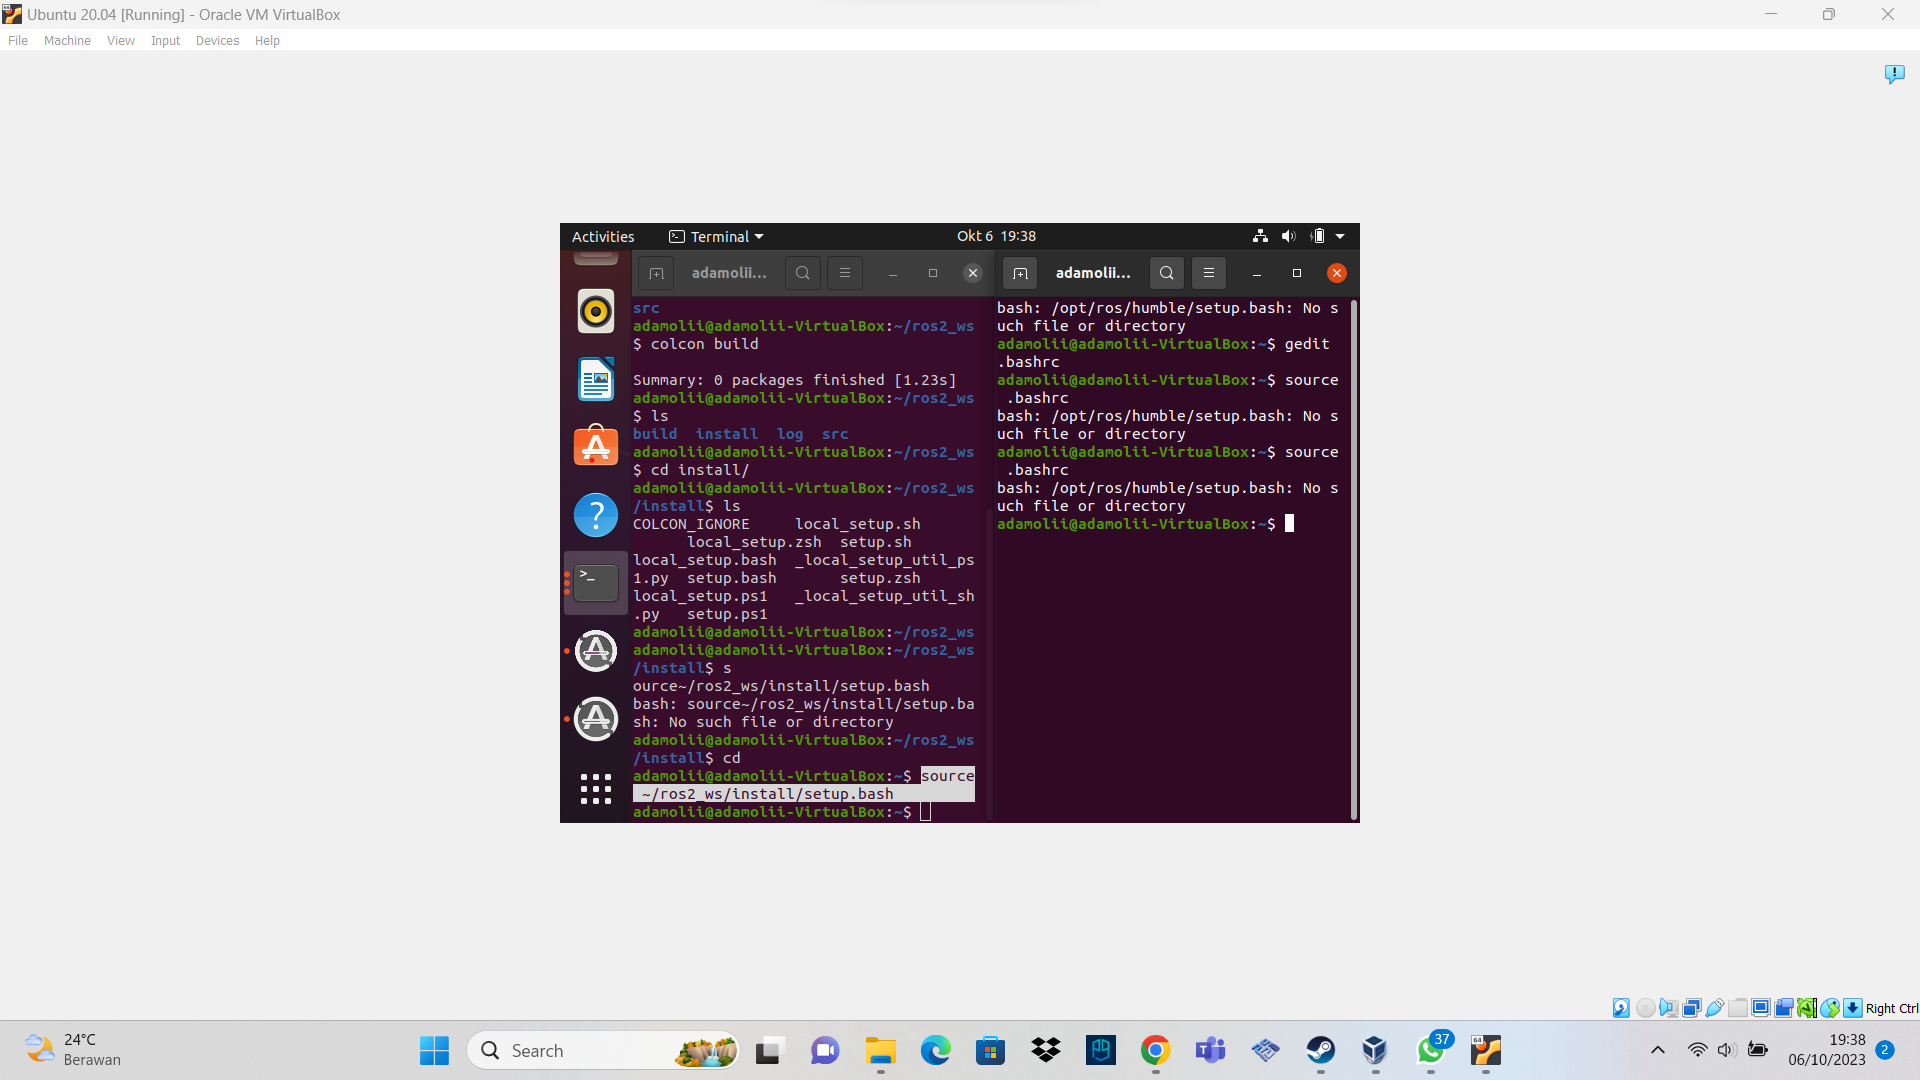 Ubuntu 20.04 [Running] - Oracle VM VirtualBox
File Machine View Input Devices Help
Activities Terminal Okt 6 19:38
adamolii...
src
adamolii@adamolii-VirtualBox:~/ros2_ws
$ colcon build
Summary: 0 packages finished [1.23s]
adamolii@adamolii-VirtualBox:~/ros2_ws
$ ls
build install log src
adamolii@adamolii-VirtualBox:~/ros2_ws
$ cd install/
adamolii@adamolii-VirtualBox:~/ros2_ws
/install$ ls
COLCON_IGNORE local_setup.sh
local_setup.zsh setup.sh
local_setup.bash _local_setup_util_ps
1.py setup.bash setup.zsh
local_setup.ps1 _local_setup_util_sh
.py setup.ps1
adamolii@adamolii-VirtualBox:~/ros2_ws
adamolii@adamolii-VirtualBox:~/ros2_ws
/install$ s
ource~/ros2_ws/install/setup.bash
bash: source~/ros2_ws/install/setup.ba
sh: No such file or directory
adamolii@adamolii-VirtualBox:~/ros2_ws
/install$ cd
adamolii@adamolii-VirtualBox:~$ source
~/ros2_ws/install/setup.bash
adamolii@adamolii-VirtualBox:~$
adamolii...
bash: /opt/ros/humble/setup.bash: No s
uch file or directory
adamolii@adamolii-VirtualBox:~$ gedit
.bashrc
adamolii@adamolii-VirtualBox:~$ source
.bashrc
bash: /opt/ros/humble/setup.bash: No s
uch file or directory
adamolii@adamolii-VirtualBox:~$ source
.bashrc
bash: /opt/ros/humble/setup.bash: No s
uch file or directory
adamolii@adamolii-VirtualBox:~$
Right Ctrl
24°C
Berawan
Search
37
64
19:38
06/10/2023
2